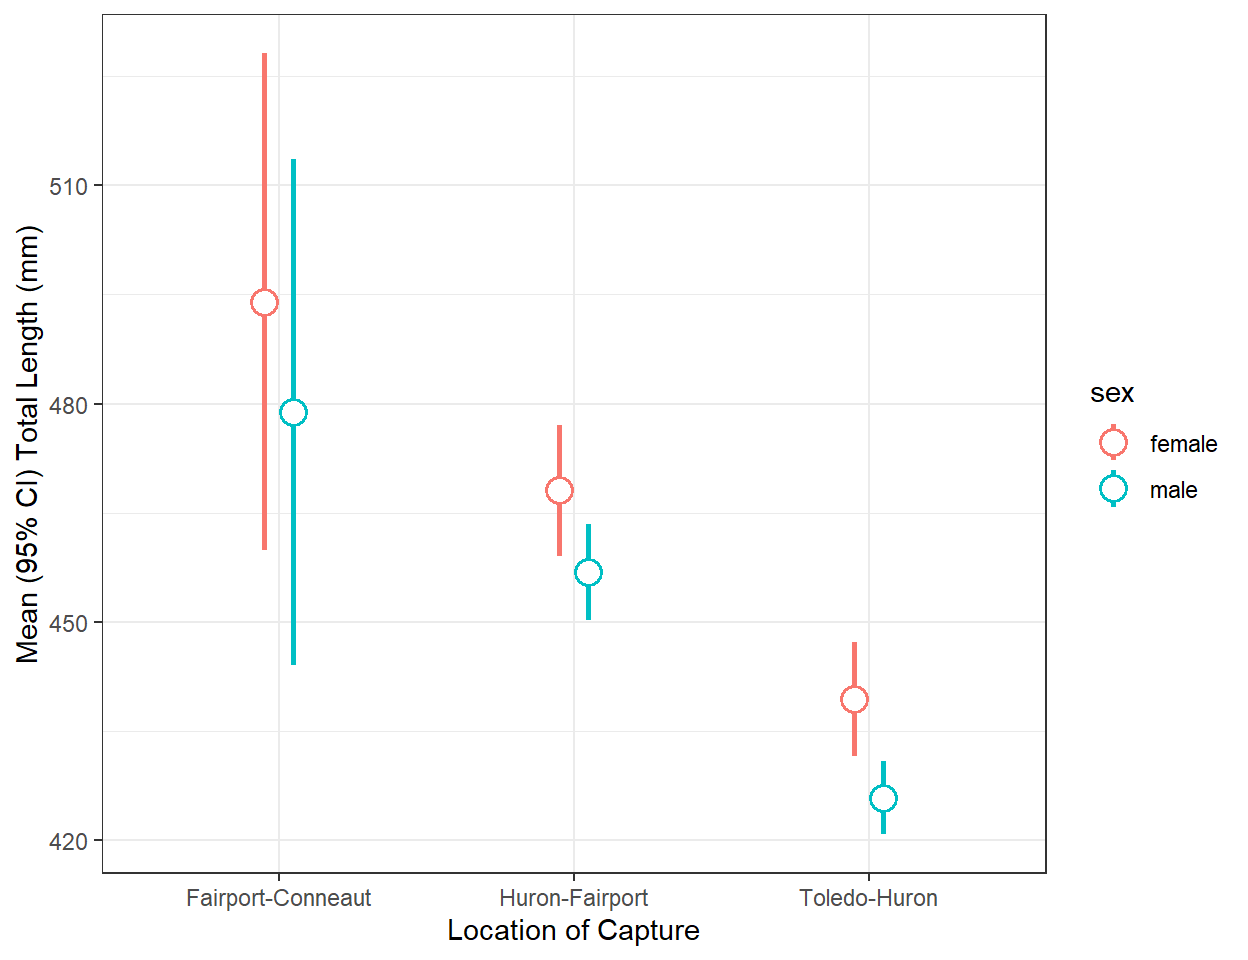 Mean (95% CI) Total Length (mm)
510
480
450
420
Fairport-Conneaut
Huron-Fairport
Toledo-Huron
Location of Capture
sex
female
male